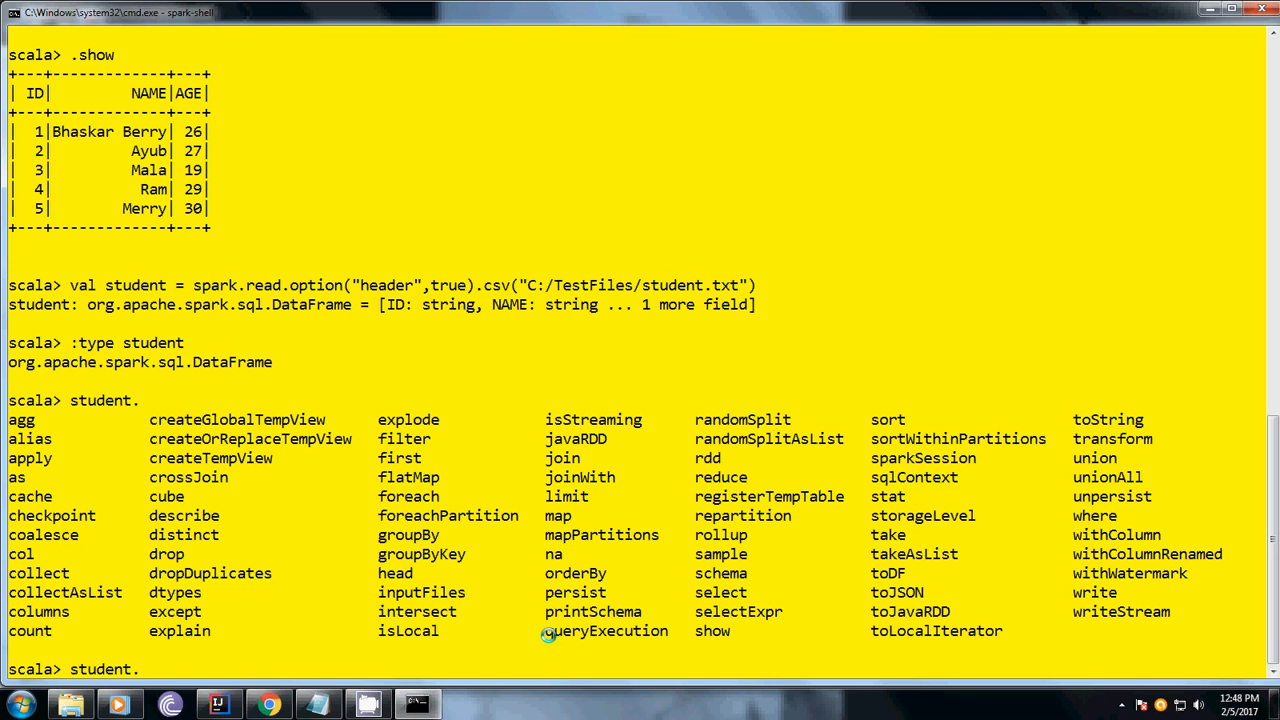 C:\Windows\system32\cmd.exe - spark-shell
scala> .show
+---+-------------+---+
| ID|         NAME|AGE|
+---+-------------+---+
|  1|Bhaskar Berry| 26|
|  2|         Ayub| 27|
|  3|         Mala| 19|
|  4|          Ram| 29|
|  5|        Merry| 30|
+---+-------------+---+
scala> val student = spark.read.option("header",true).csv("C:/TestFiles/student.txt")
student: org.apache.spark.sql.DataFrame = [ID: string, NAME: string ... 1 more field]
scala> :type student
org.apache.spark.sql.DataFrame
scala> student.
agg createGlobalTempView explode isStreaming randomSplit sort toString
alias createOrReplaceTempView filter javaRDD randomSplitAsList sortWithinPartitions transform
apply createTempView first join rdd sparkSession union
as crossJoin flatMap joinWith reduce sqlContext unionAll
cache cube foreach limit registerTempTable stat unpersist
checkpoint describe foreachPartition map repartition storageLevel where
coalesce distinct groupBy mapPartitions rollup take withColumn
col drop groupByKey na sample takeAsList withColumnRenamed
collect dropDuplicates head orderBy schema toDF withWatermark
collectAsList dtypes inputFiles persist select toJSON write
columns except intersect printSchema selectExpr toJavaRDD writeStream
count explain isLocal queryExecution show toLocalIterator
scala> student.
12:48 PM
2/5/2017